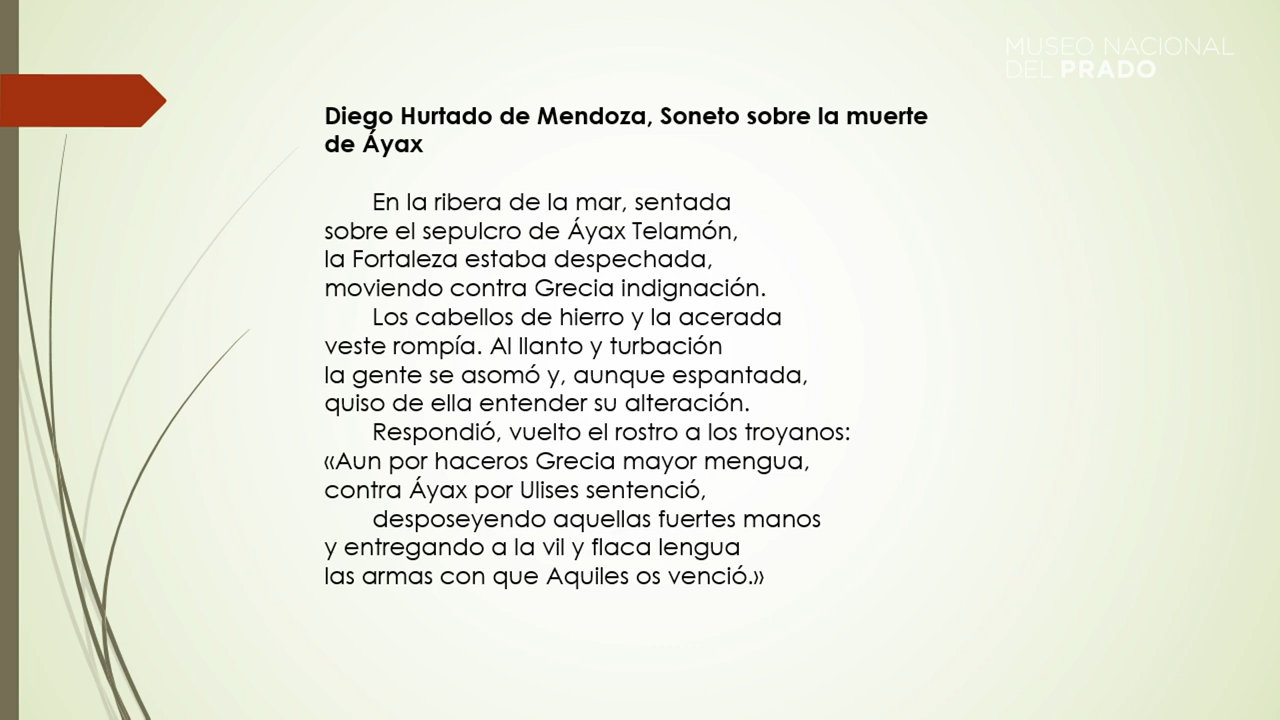 MUSEO NACIONAL
DEL PRADO
Diego Hurtado de Mendoza, Soneto sobre la muerte
de Áyax
En la ribera de la mar, sentada
sobre el sepulcro de Áyax Telamón,
la Fortaleza estaba despechada,
moviendo contra Grecia indignación.
Los cabellos de hierro y la acerada
veste rompía. Al llanto y turbación
la gente se asomó y, aunque espantada,
quiso de ella entender su alteración.
Respondió, vuelto el rostro a los troyanos:
«Aun por haceros Grecia mayor mengua,
contra Áyax por Ulises sentenció,
desposeyendo aquellas fuertes manos
y entregando a la vil y flaca lengua
las armas con que Aquiles os venció.»